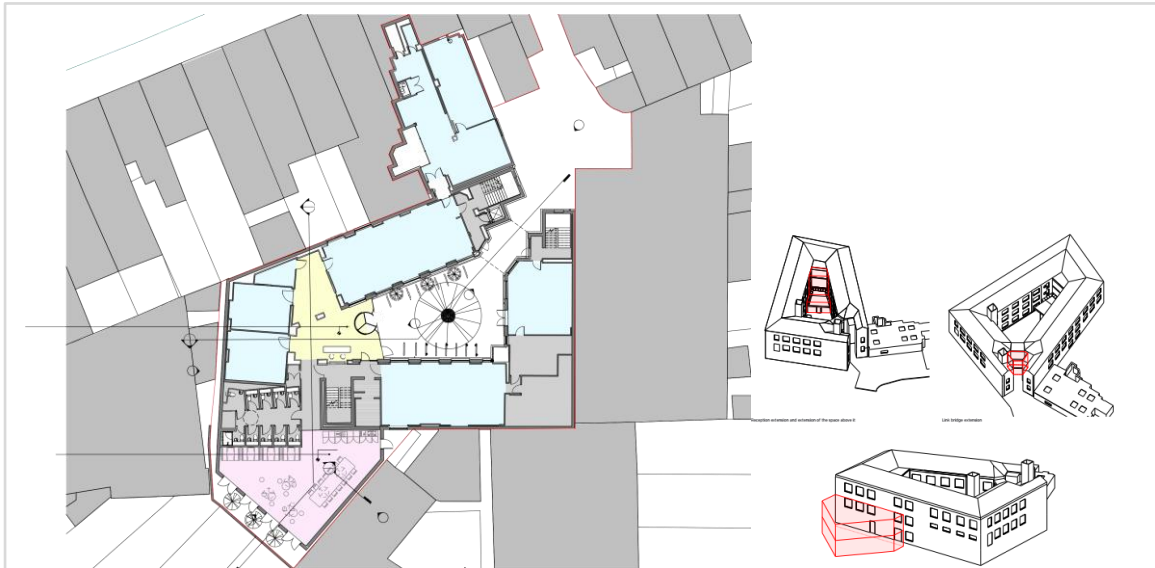 Reception extension and extension of the space above it
Link bridge extension